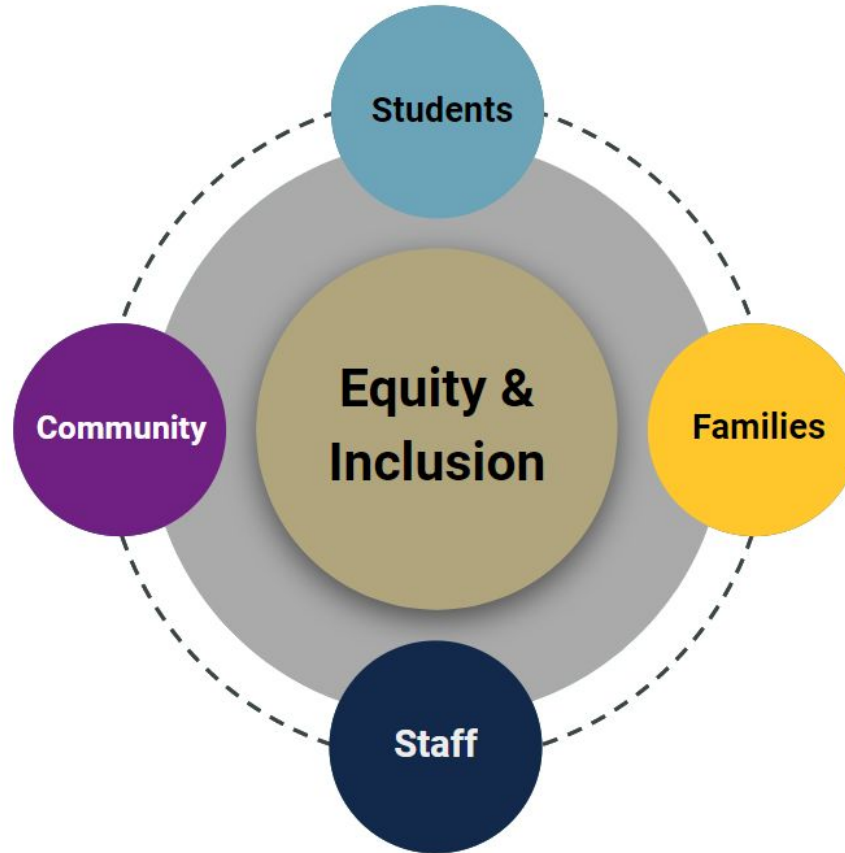 Students
Equity &
Inclusion
Community
Families
Staff